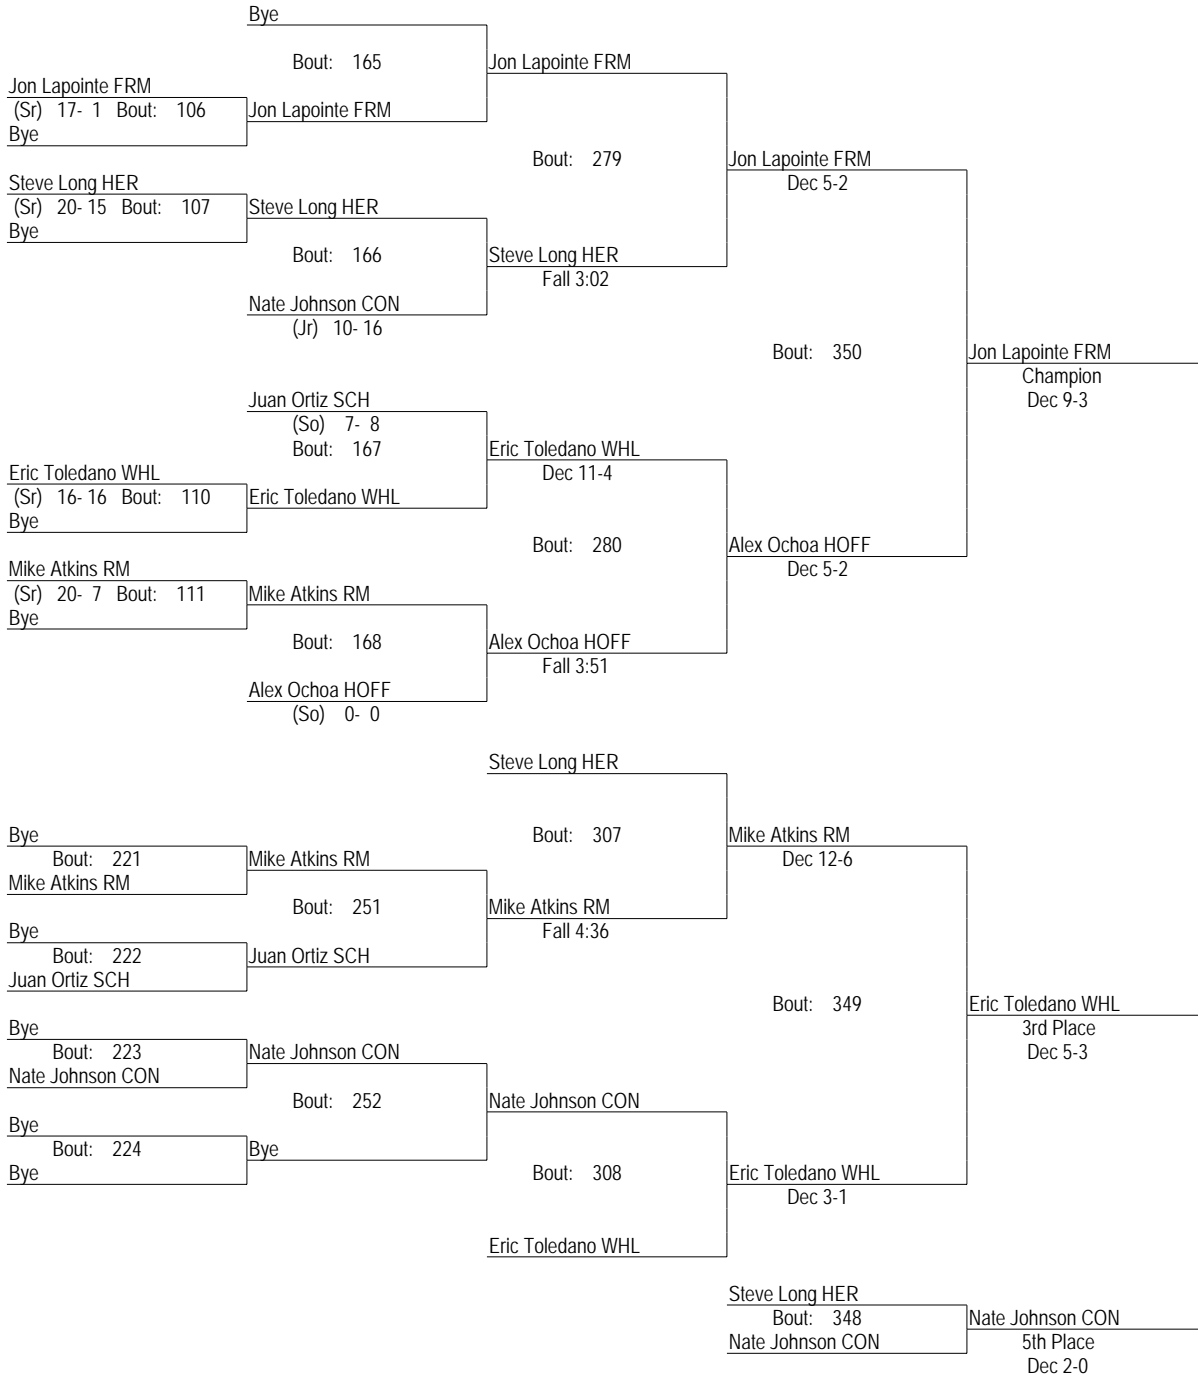 Bye
Bout: 165
Jon Lapointe FRM
Jon Lapointe FRM
(Sr) 17- 1 Bout: 106
Jon Lapointe FRM
Bye
Bout: 279
Jon Lapointe FRM
Dec 5-2
Steve Long HER
(Sr) 20- 15 Bout: 107
Steve Long HER
Bye
Bout: 166
Steve Long HER
Fall 3:02
Nate Johnson CON
(Jr) 10- 16
Bout: 350
Jon Lapointe FRM
Champion
Dec 9-3
Juan Ortiz SCH
(So) 7- 8
Bout: 167
Eric Toledano WHL
Dec 11-4
Eric Toledano WHL
(Sr) 16- 16 Bout: 110
Eric Toledano WHL
Bye
Bout: 280
Alex Ochoa HOFF
Dec 5-2
Mike Atkins RM
(Sr) 20- 7 Bout: 111
Mike Atkins RM
Bye
Bout: 168
Alex Ochoa HOFF
Fall 3:51
Alex Ochoa HOFF
(So) 0- 0
Steve Long HER
Bout: 307
Mike Atkins RM
Dec 12-6
Bye
Bout: 221
Mike Atkins RM
Mike Atkins RM
Bout: 251
Mike Atkins RM
Fall 4:36
Bye
Bout: 222
Juan Ortiz SCH
Juan Ortiz SCH
Bout: 349
Eric Toledano WHL
3rd Place
Dec 5-3
Bye
Bout: 223
Nate Johnson CON
Nate Johnson CON
Bout: 252
Nate Johnson CON
Bye
Bout: 224
Bye
Bye
Bout: 308
Eric Toledano WHL
Dec 3-1
Eric Toledano WHL
Steve Long HER
Bout: 348
Nate Johnson CON
Nate Johnson CON
5th Place
Dec 2-0